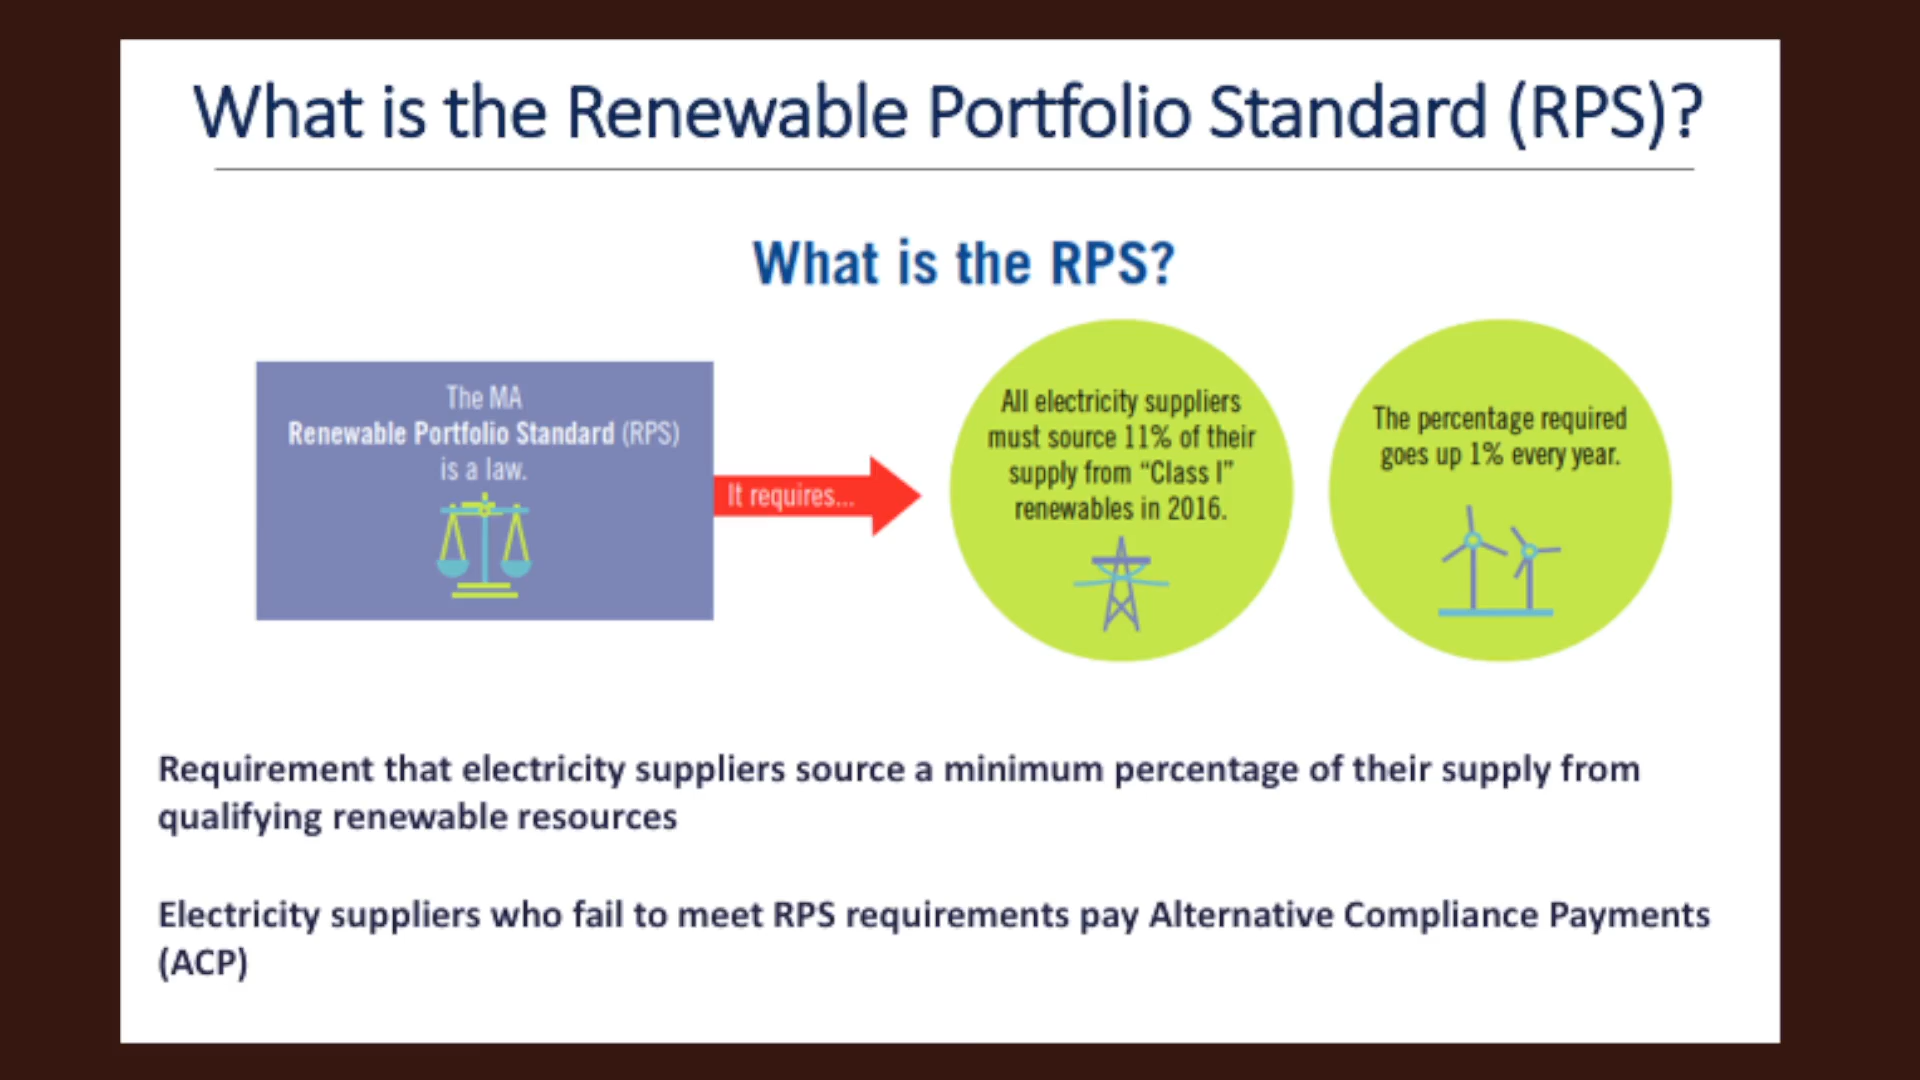 What is the Renewable Portfolio Standard (RPS)?
What is the RPS?
The MA
Renewable Portfolio Standard (RPS)
is a law.
It requires...
All electricity suppliers
must source 11% of their
supply from “Class I”
renewables in 2016.
The percentage required
goes up 1% every year.
Requirement that electricity suppliers source a minimum percentage of their supply from
qualifying renewable resources
Electricity suppliers who fail to meet RPS requirements pay Alternative Compliance Payments
(ACP)